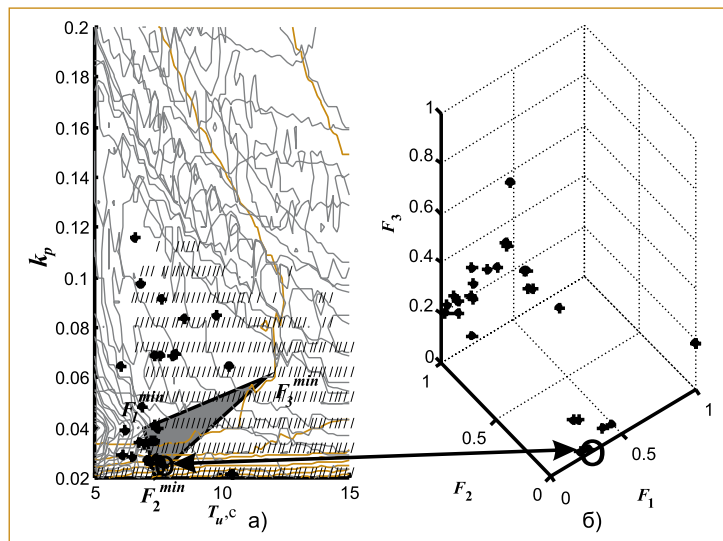 0.2
0.18
0.16
0.14
0.12
0.1
0.08
0.06
0.04
0.02
k_p
5
10
15
T_u,с
а)
F_1^min
F_2^min
F_3^min
1
0.8
0.6
0.4
0.2
0
F_3
1
0.5
0
F_2
0
0.5
1
F_1
б)